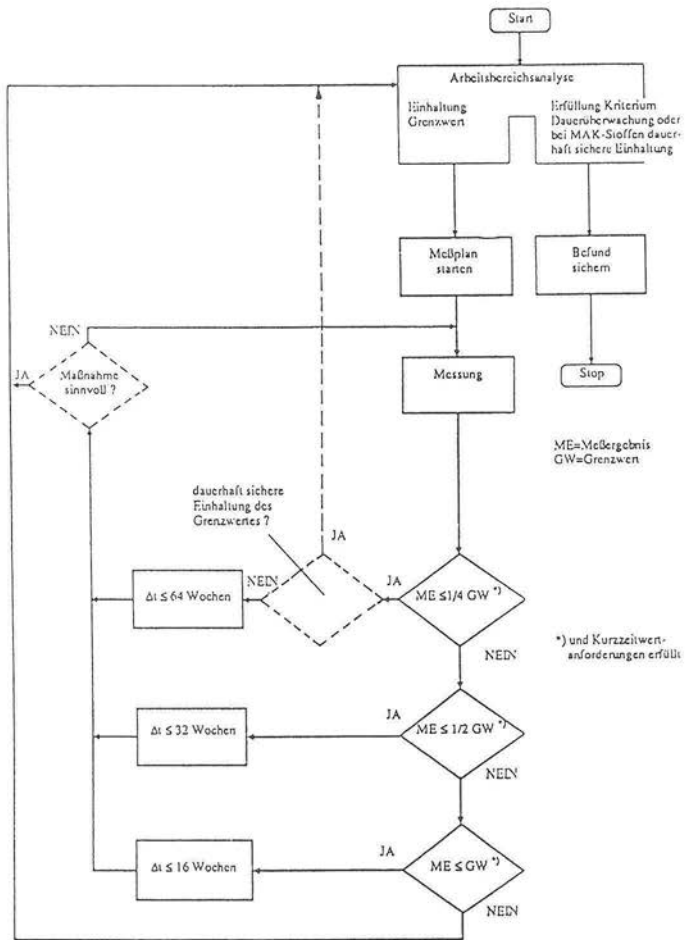 Start
Arbeitsbereichsanalyse
Einhaltung
Grenzwert
Erfüllung Kriterium
Dauerüberwachung oder
bei MAK-Stoffen dauer-
haft sichere Einhaltung
Meßplan
starten
Befund
sichern
NEIN
JA
Maßnahme
sinnvoll ?
Messung
Stop
ME=Meßergebnis
GW=Grenzwert
dauerhaft sichere
Einhaltung des
Grenzwertes ?
JA
Δt ≤ 64 Wochen
NEIN
JA
ME ≤1/4 GW *)
NEIN
*) und Kurzzeitwert-
anforderungen erfüllt
Δt ≤ 32 Wochen
JA
ME ≤ 1/2 GW *)
NEIN
Δt ≤ 16 Wochen
JA
ME ≤ GW *)
NEIN